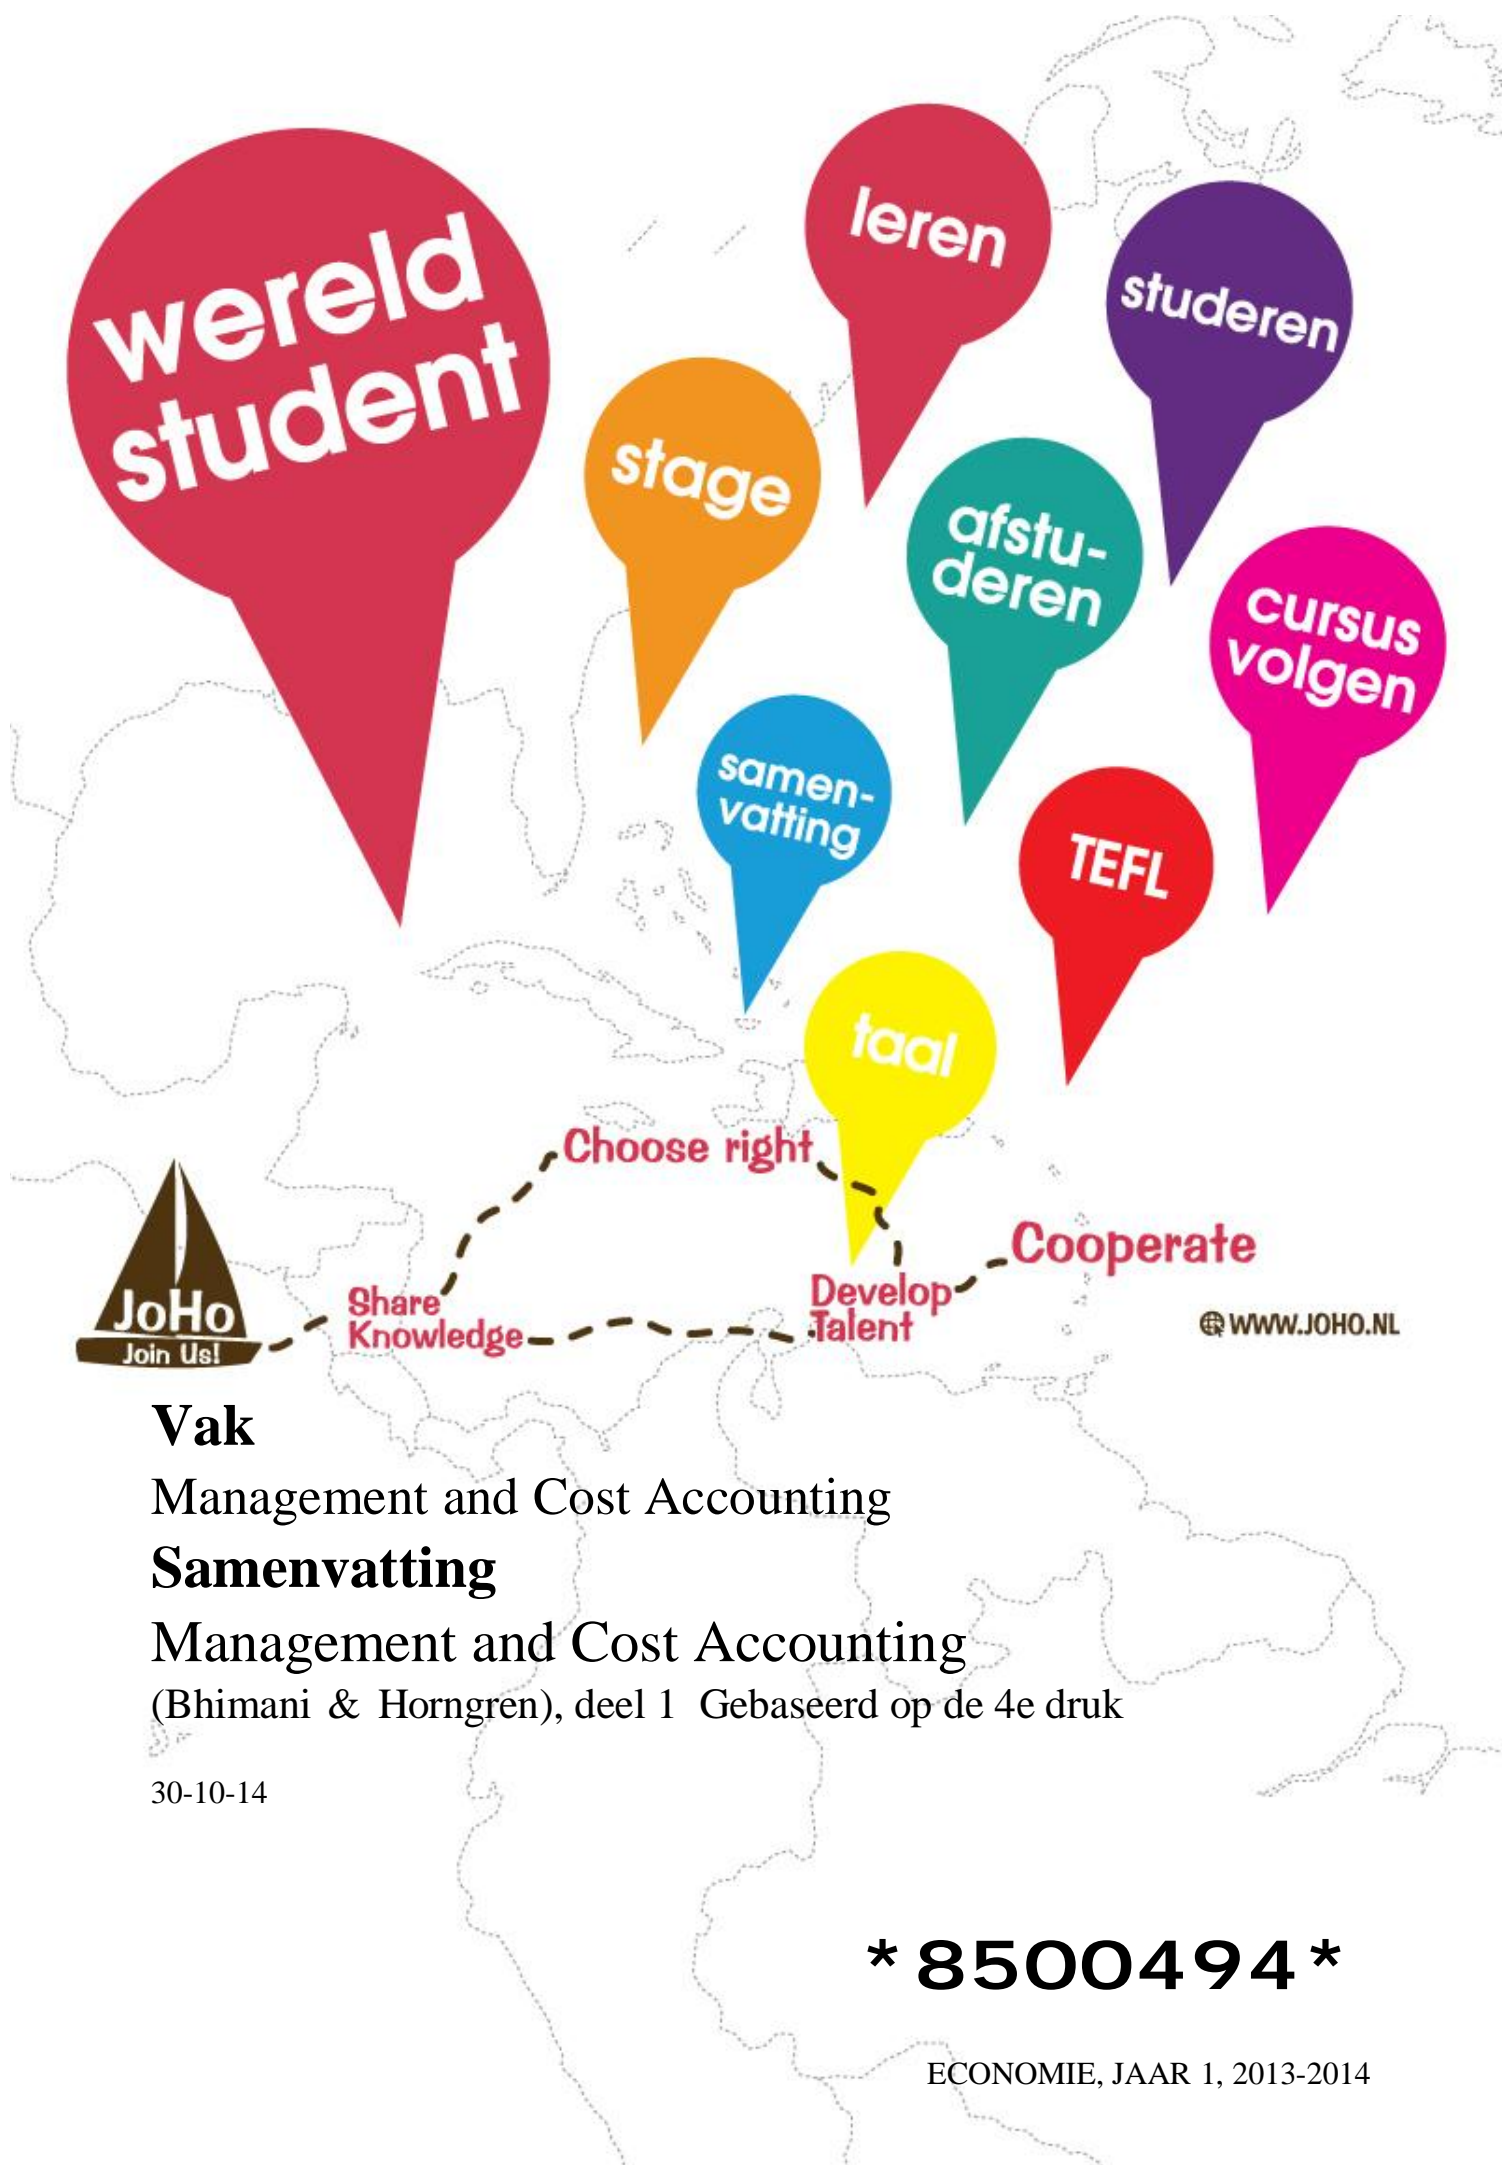 wereld
student
leren
studeren
stage
afstu-
deren
cursus
volgen
samen-
vatting
TEFL
taal
Choose right
Cooperate
Share
Knowledge
Develop
Talent
JoHo
Join Us!
WWW.JOHO.NL
Vak
Management and Cost Accounting
Samenvatting
Management and Cost Accounting
(Bhimani & Horngren), deel 1 Gebaseerd op de 4e druk
30-10-14
*8500494*
ECONOMIE, JAAR 1, 2013-2014